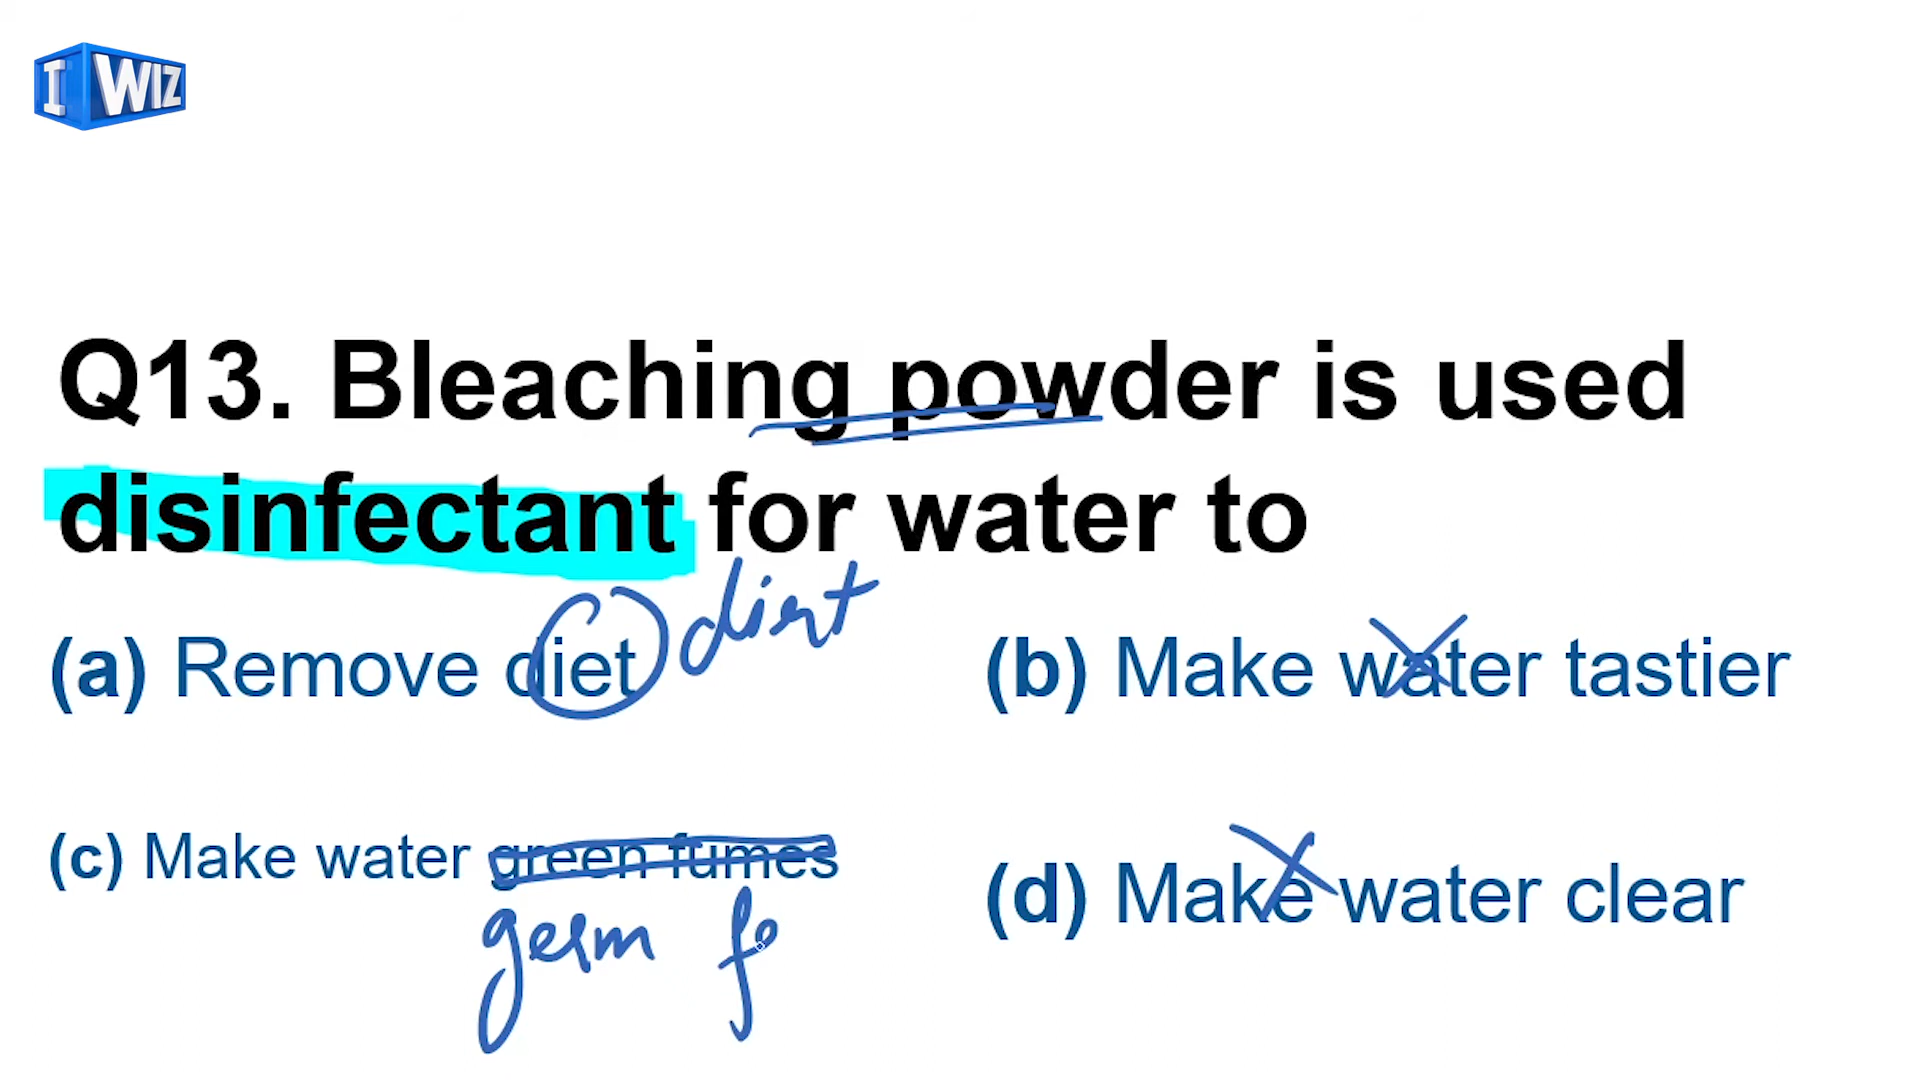 I WIZ
Q13. Bleaching powder is used
disinfectant for water to
dirt
(a) Remove diet
(b) Make water tastier
(c) Make water green fumes
(d) Make water clear
germ